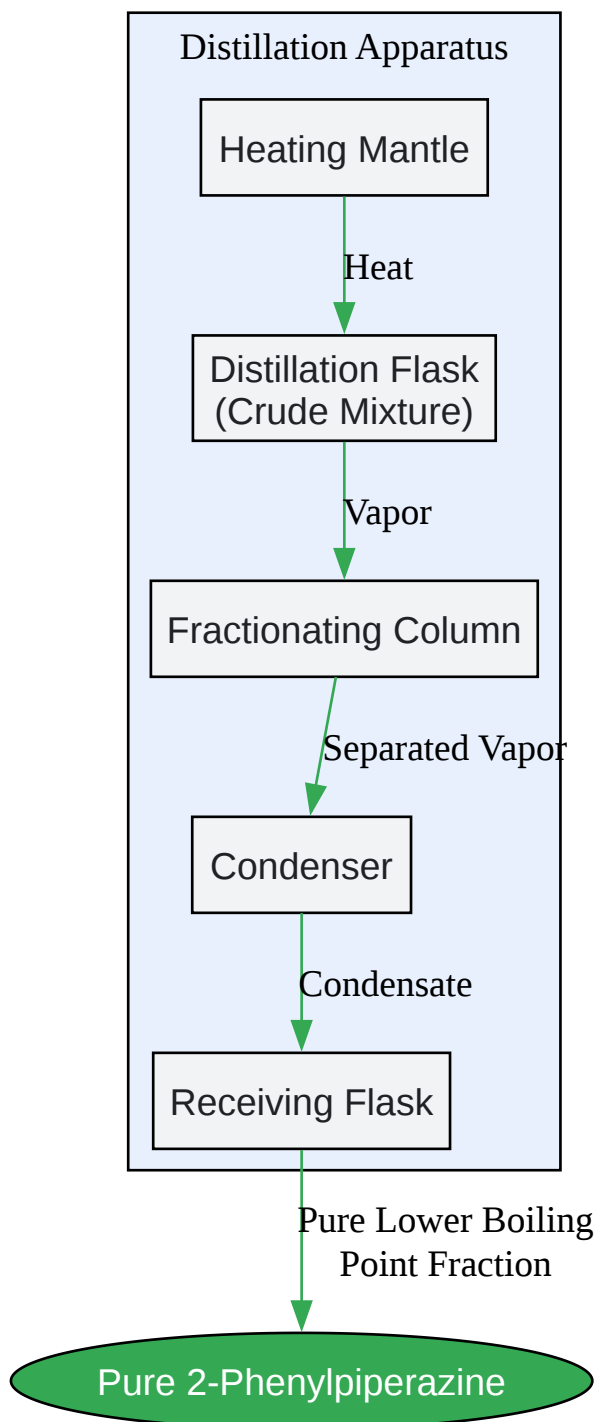 Distillation Apparatus
Heating Mantle
Heat
Distillation Flask
(Crude Mixture)
Vapor
Fractionating Column
Separated Vapor
Condenser
Condensate
Receiving Flask
Pure Lower Boiling
Point Fraction
Pure 2-Phenylpiperazine